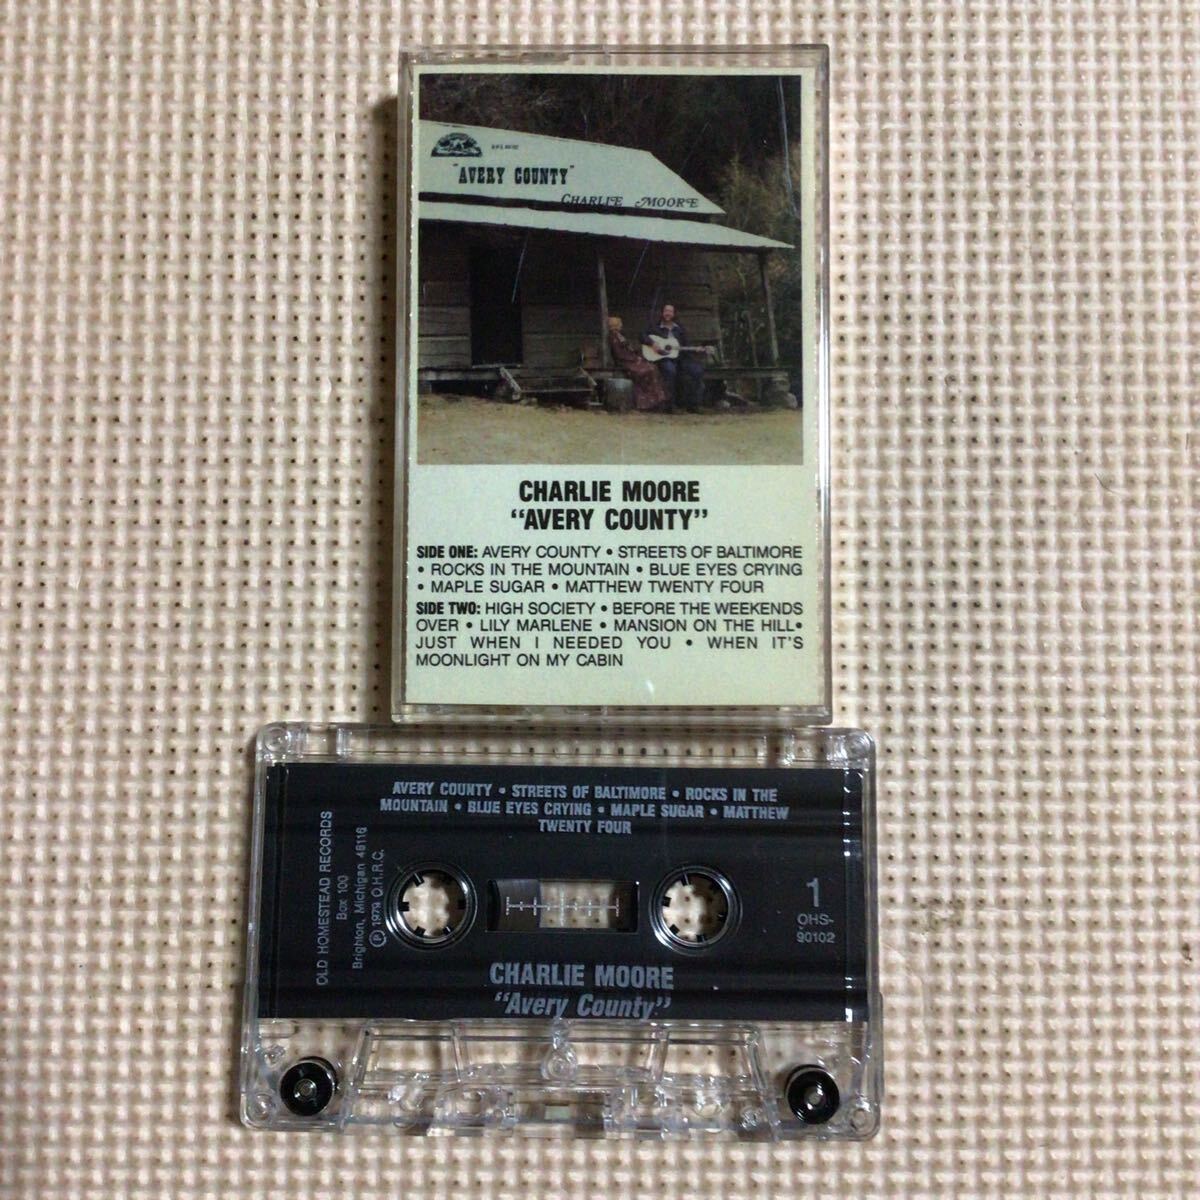 "AVERY COUNTY"
CHARLIE MOORE
CHARLIE MOORE
"AVERY COUNTY"
SIDE ONE: AVERY COUNTY • STREETS OF BALTIMORE
• ROCKS IN THE MOUNTAIN • BLUE EYES CRYING
• MAPLE SUGAR • MATTHEW TWENTY FOUR
SIDE TWO: HIGH SOCIETY • BEFORE THE WEEKENDS
OVER • LILY MARLENE • MANSION ON THE HILL•
JUST WHEN I NEEDED YOU • WHEN IT'S
MOONLIGHT ON MY CABIN
AVERY COUNTY • STREETS OF BALTIMORE • ROCKS IN THE
MOUNTAIN • BLUE EYES CRYING • MAPLE SUGAR • MATTHEW
TWENTY FOUR
OLD HOMESTEAD RECORDS
Box 100
Brighton, Michigan 48116
Ⓟ 1979 O.H.R.C.
1
OHS-
90102
CHARLIE MOORE
"Avery County"